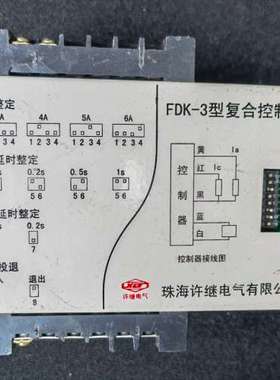 FDK-3型复合控制
整定
A 4A 5A 6A
2 3 4 1 2 3 4 1 2 3 4 1 2 3 4
延时整定
0.2s 0.5s 1s
5 6 5 6 5 6 5 6
延时整定
0.2s
7
投退
入 退出
8
控制器
黄 Ia
红 Ic
黑
蓝
白
控制器接线图
许继电气
珠海许继电气有限公